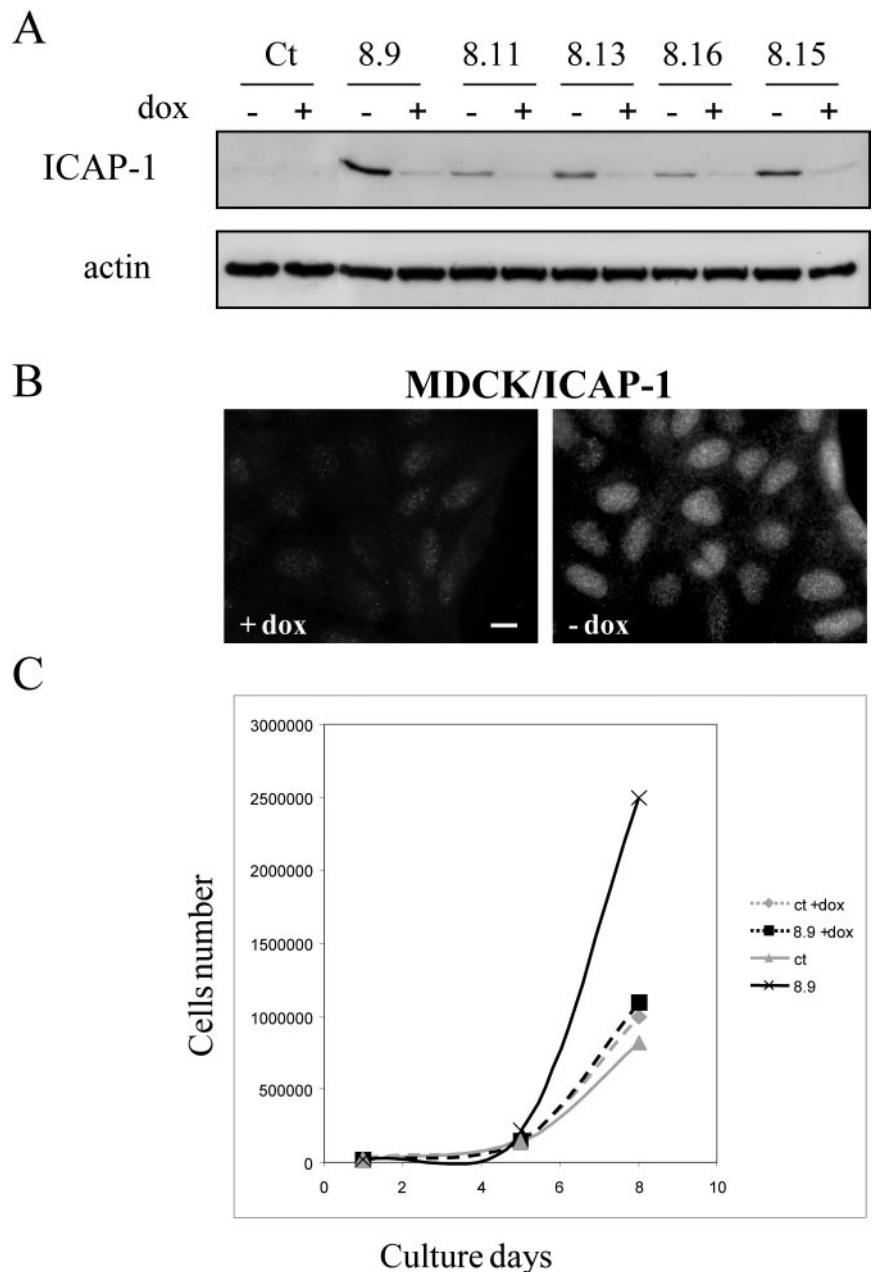 A
Ct 8.9 8.11 8.13 8.16 8.15
dox - + - + - + - + - + - +
ICAP-1
actin
B
MDCK/ICAP-1
+ dox
- dox
C
3000000
2500000
2000000
1500000
1000000
500000
0
0 2 4 6 8 10
Cells number
Culture days
ct +dox
8.9 +dox
ct
8.9